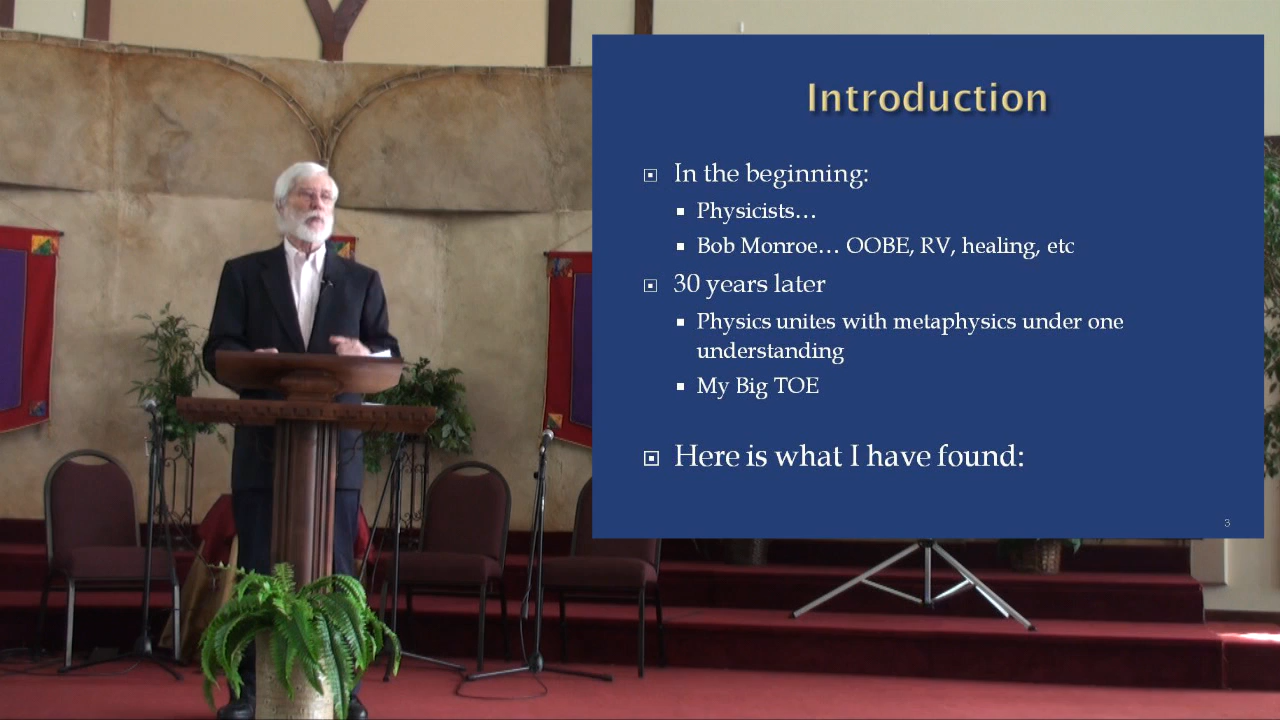 Introduction
In the beginning:
Physicists…
Bob Monroe… OOBE, RV, healing, etc
30 years later
Physics unites with metaphysics under one
understanding
My Big TOE
Here is what I have found:
3